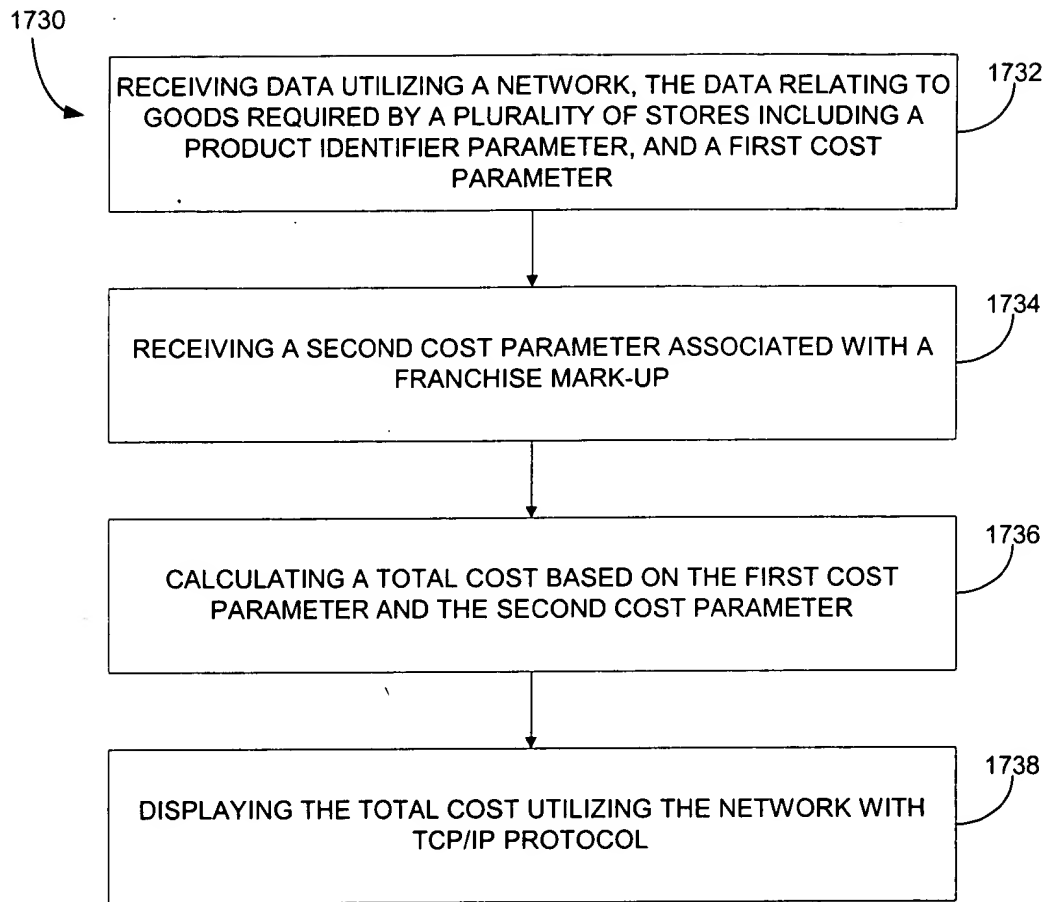 1730
RECEIVING DATA UTILIZING A NETWORK, THE DATA RELATING TO
GOODS REQUIRED BY A PLURALITY OF STORES INCLUDING A
PRODUCT IDENTIFIER PARAMETER, AND A FIRST COST
PARAMETER
1732
RECEIVING A SECOND COST PARAMETER ASSOCIATED WITH A
FRANCHISE MARK-UP
1734
CALCULATING A TOTAL COST BASED ON THE FIRST COST
PARAMETER AND THE SECOND COST PARAMETER
1736
DISPLAYING THE TOTAL COST UTILIZING THE NETWORK WITH
TCP/IP PROTOCOL
1738